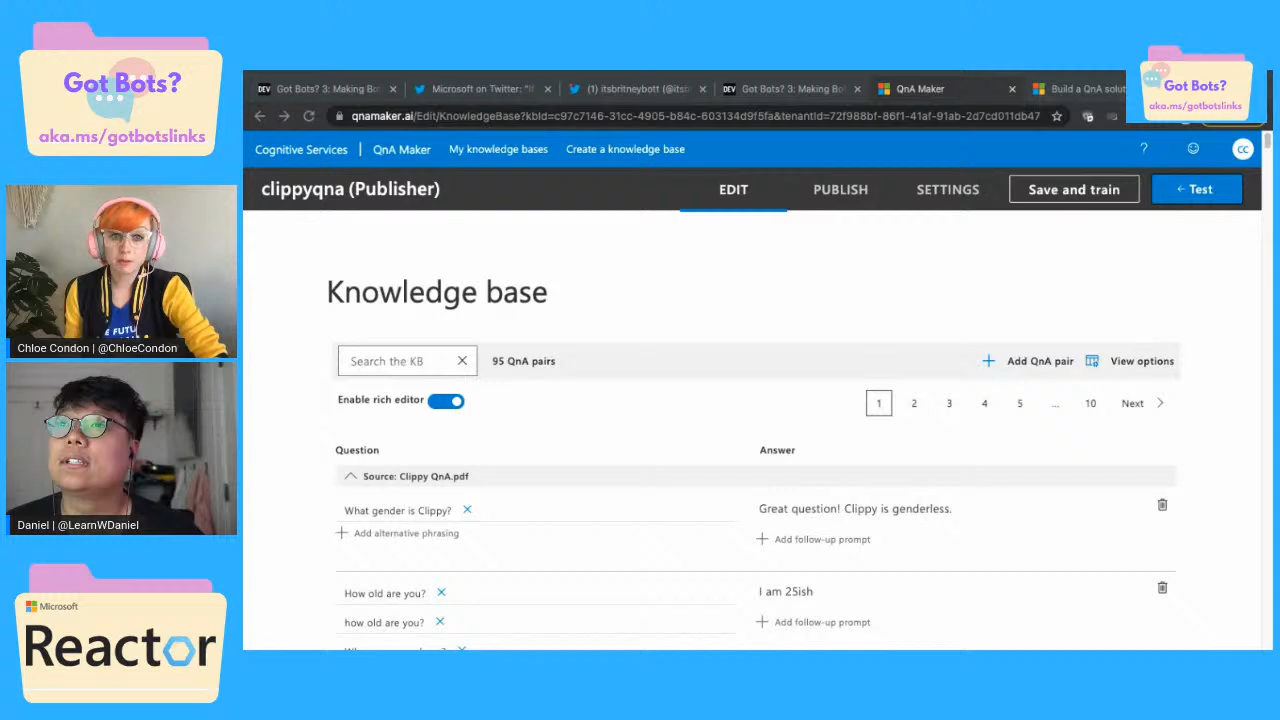 Got Bots?
aka.ms/gotbotslinks
Chloe Condon | @ChloeCondon
Daniel | @LearnWDaniel
Microsoft
Reactor
DEV Got Bots? 3: Making Bo
Microsoft on Twitter: "If
(1) itsbritneybott (@its
DEV Got Bots? 3: Making Bo
QnA Maker
Build a QnA solut
Got Bots?
aka.ms/gotbotslinks
qnamaker.ai/Edit/KnowledgeBase?kbId=c97c7146-31cc-4905-b84c-603134d9f5fa&tenantId=72f988bf-86f1-41af-91ab-2d7cd011db47
Cognitive Services | QnA Maker My knowledge bases Create a knowledge base ? CC
clippyqna (Publisher) EDIT PUBLISH SETTINGS Save and train ← Test
Knowledge base
Search the KB 95 QnA pairs + Add QnA pair View options
Enable rich editor 1 2 3 4 5 ... 10 Next
Question Answer
Source: Clippy QnA.pdf
What gender is Clippy? Great question! Clippy is genderless.
+ Add alternative phrasing + Add follow-up prompt
How old are you? I am 25ish
how old are you? + Add follow-up prompt